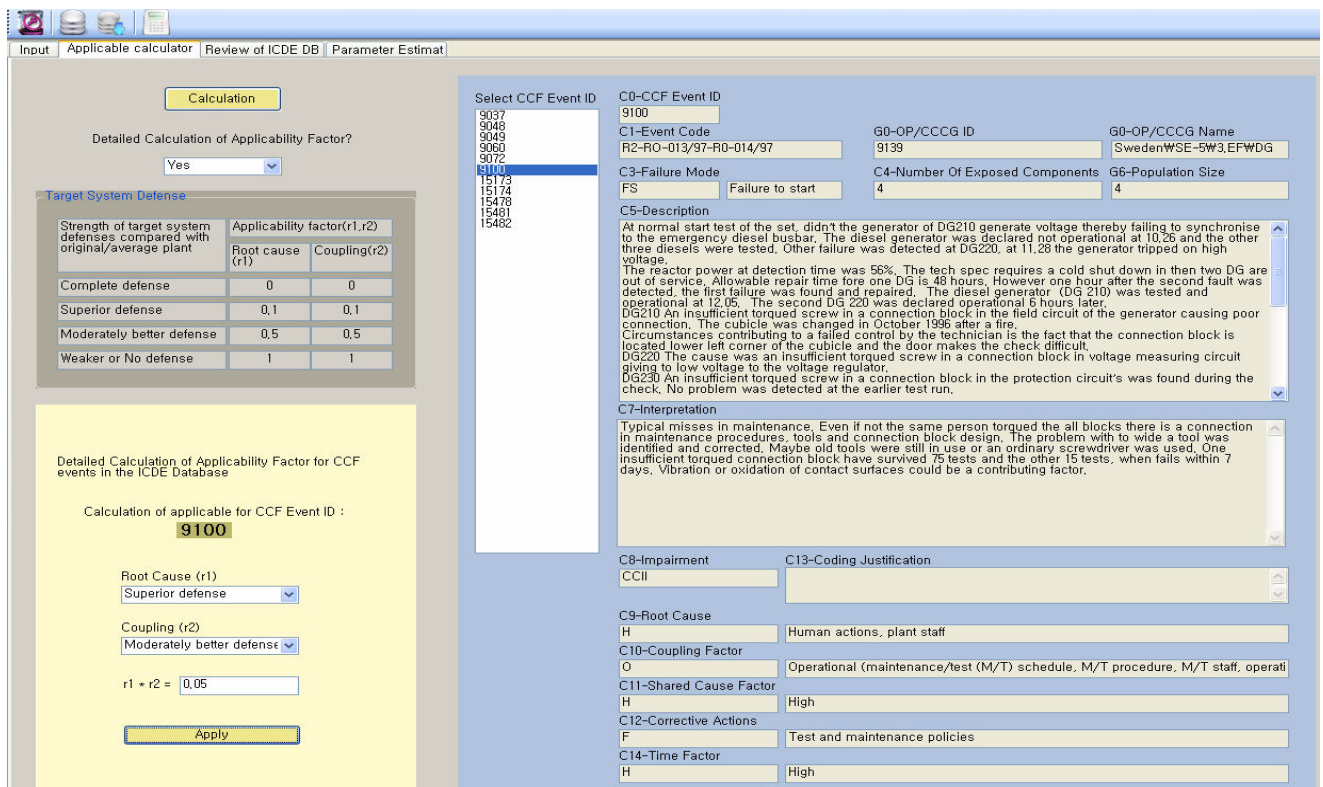 Input Applicable calculator Review of ICDE DB Parameter Estimat
Calculation
Detailed Calculation of Applicability Factor?
Yes
Target System Defense
Strength of target system
defenses compared with
original/average plant
Applicability factor(r1,r2)
Root cause
(r1)
Coupling(r2)
Complete defense 0 0
Superior defense 0,1 0,1
Moderately better defense 0,5 0,5
Weaker or No defense 1 1
Detailed Calculation of Applicability Factor for CCF
events in the ICDE Database
Calculation of applicable for CCF Event ID :
9100
Root Cause (r1)
Superior defense
Coupling (r2)
Moderately better defense
r1 * r2 = 0,05
Apply
Select CCF Event ID
9037
9048
9049
9060
9072
9100
15173
15174
15478
15481
15482
C0-CCF Event ID
9100
C1-Event Code G0-OP/CCCG ID G0-OP/CCCG Name
R2-RO-013/97-R0-014/97 9139 Sweden₩SE-5₩3,EF₩DG
C3-Failure Mode C4-Number Of Exposed Components G6-Population Size
FS Failure to start 4 4
C5-Description
At normal start test of the set, didn't the generator of DG210 generate voltage thereby failing to synchronise
to the emergency diesel busbar, The diesel generator was declared not operational at 10,26 and the other
three diesels were tested, Other failure was detected at DG220, at 11,28 the generator tripped on high
voltage,
The reactor power at detection time was 56%, The tech spec requires a cold shut down in then two DG are
out of service, Allowable repair time fore one DG is 48 hours, However one hour after the second fault was
detected, the first failure was found and repaired, The diesel generator (DG 210) was tested and
operational at 12,05, The second DG 220 was declared operational 6 hours later,
DG210 An insufficient torqued screw in a connection block in the field circuit of the generator causing poor
connection, The cubicle was changed in October 1996 after a fire,
Circumstances contributing to a failed control by the technician is the fact that the connection block is
located lower left corner of the cubicle and the door makes the check difficult,
DG220 The cause was an insufficient torqued screw in a connection block in voltage measuring circuit
giving to low voltage to the voltage regulator,
DG230 An insufficient torqued screw in a connection block in the protection circuit's was found during the
check, No problem was detected at the earlier test run,
C7-Interpretation
Typical misses in maintenance, Even if not the same person torqued the all blocks there is a connection
in maintenance procedures, tools and connection block design, The problem with to wide a tool was
identified and corrected, Maybe old tools were still in use or an ordinary screwdriver was used, One
insufficient torqued connection block have survived 75 tests and the other 15 tests, when fails within 7
days, Vibration or oxidation of contact surfaces could be a contributing factor,
C8-Impairment C13-Coding Justification
CCII
C9-Root Cause
H Human actions, plant staff
C10-Coupling Factor
O Operational (maintenance/test (M/T) schedule, M/T procedure, M/T staff, operati
C11-Shared Cause Factor
H High
C12-Corrective Actions
F Test and maintenance policies
C14-Time Factor
H High